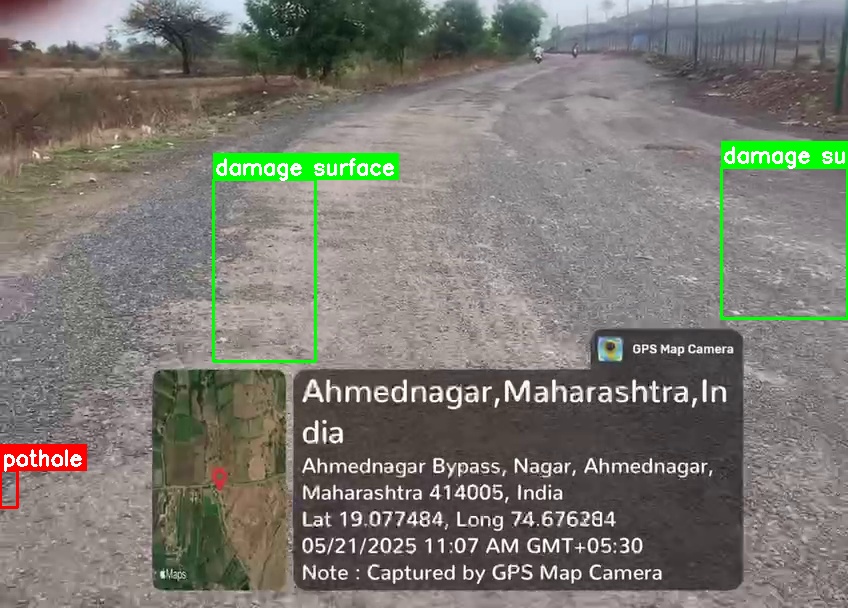 damage surface
damage su
GPS Map Camera
Ahmednagar,Maharashtra,In
dia
Ahmednagar Bypass, Nagar, Ahmednagar,
Maharashtra 414005, India
Lat 19.077484, Long 74.676284
05/21/2025 11:07 AM GMT+05:30
Note : Captured by GPS Map Camera
pothole
Maps